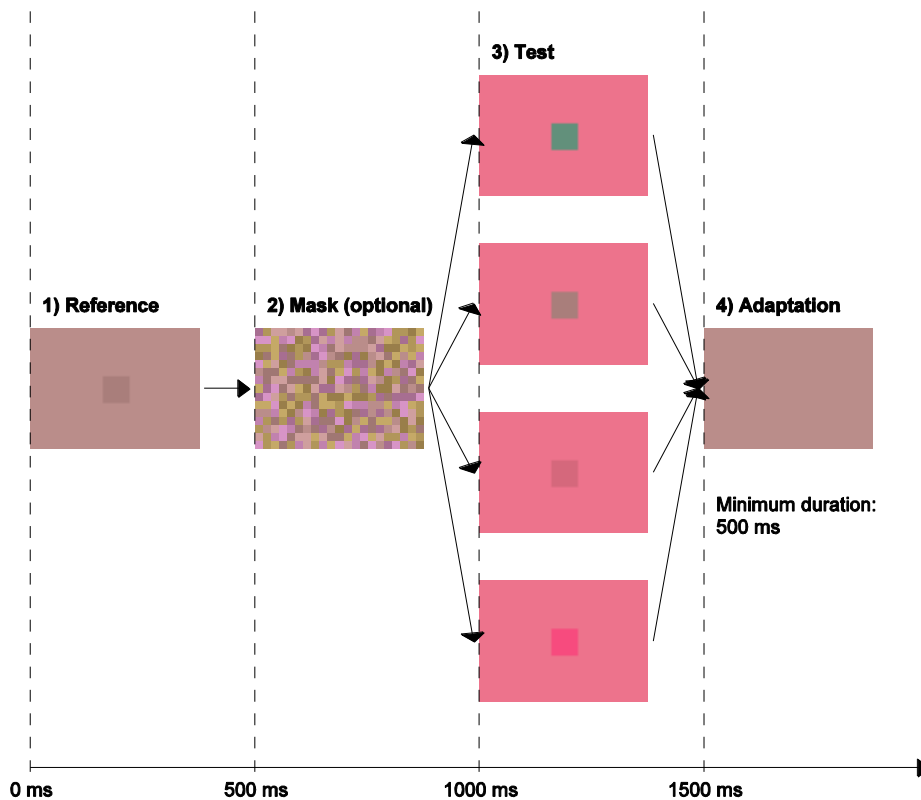 3) Test
1) Reference
2) Mask (optional)
4) Adaptation
Minimum duration:
500 ms
0 ms
500 ms
1000 ms
1500 ms